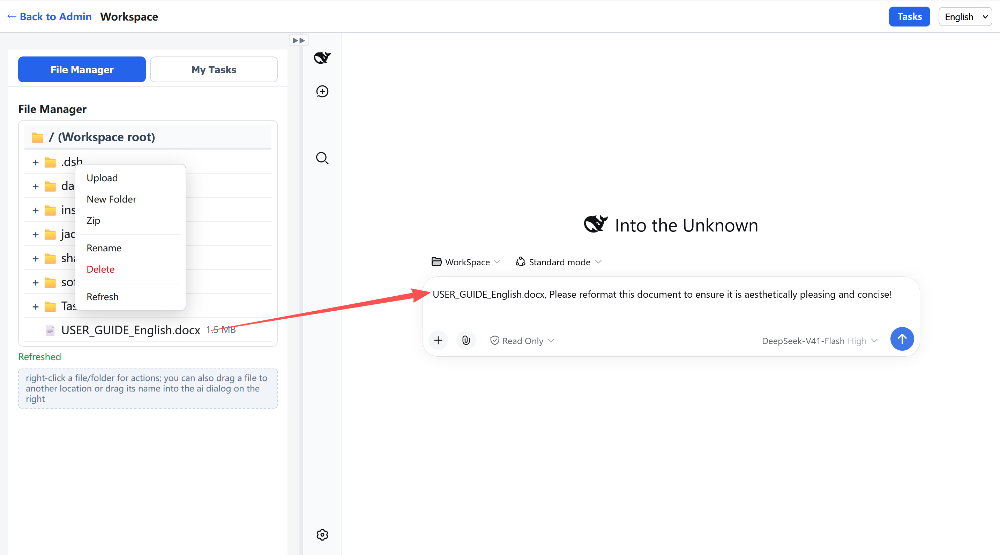 ← Back to Admin Workspace
Tasks
English
File Manager
My Tasks
File Manager
/ (Workspace root)
.dsh
da
ins
jac
sha
sof
Tas
USER_GUIDE_English.docx 1.5 MB
Upload
New Folder
Zip
Rename
Delete
Refresh
Refreshed
right-click a file/folder for actions; you can also drag a file to
another location or drag its name into the ai dialog on the
right
Into the Unknown
WorkSpace
Standard mode
USER_GUIDE_English.docx, Please reformat this document to ensure it is aesthetically pleasing and concise!
Read Only
DeepSeek-V41-Flash High